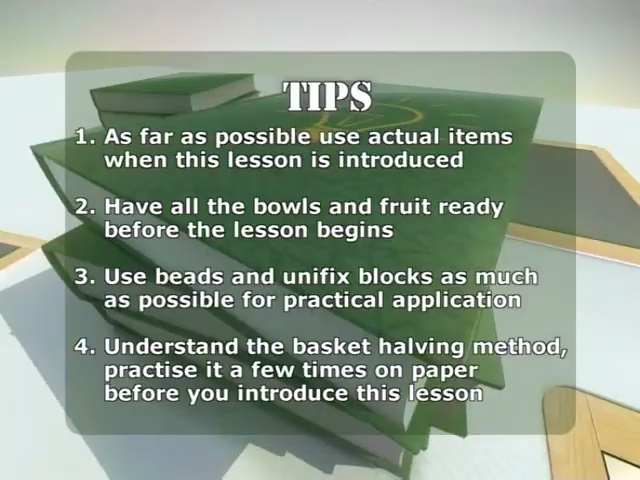 TIPS
1. As far as possible use actual items
when this lesson is introduced
2. Have all the bowls and fruit ready
before the lesson begins
3. Use beads and unifix blocks as much
as possible for practical application
4. Understand the basket halving method,
practise it a few times on paper
before you introduce this lesson